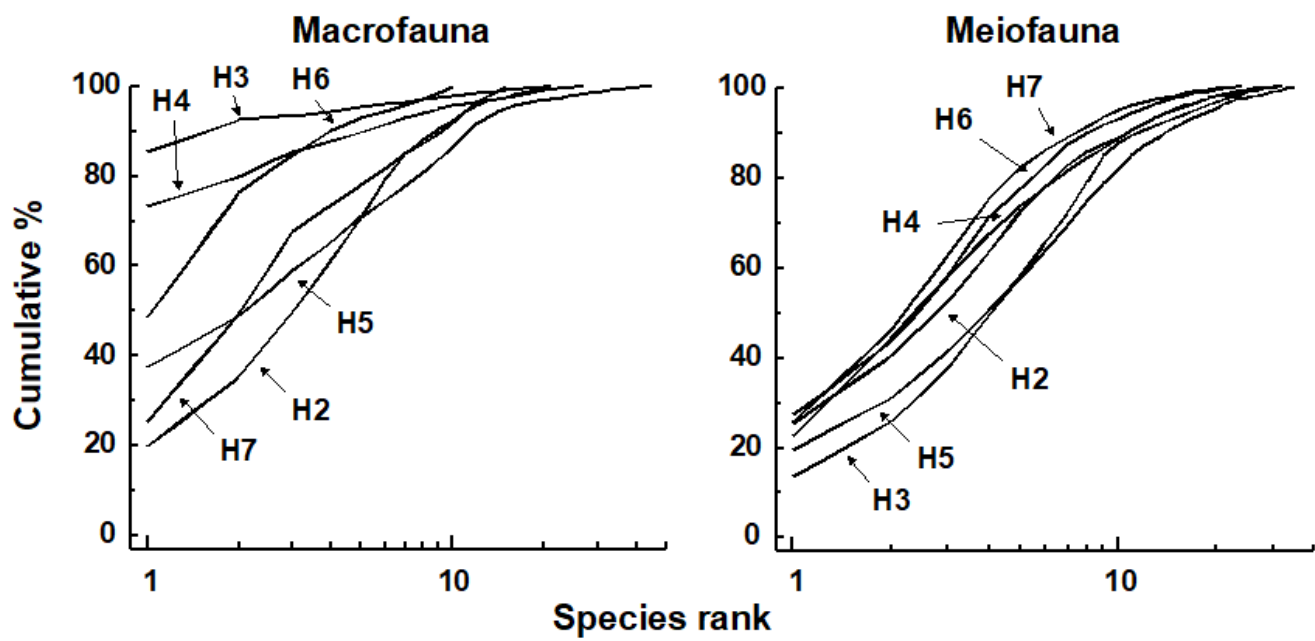 Macrofauna
Meiofauna
Cumulative %
100
80
60
40
20
0
H3
H6
H4
H5
H2
H7
1
10
100
80
60
40
20
0
H7
H6
H4
H2
H5
H3
1
10
Species rank